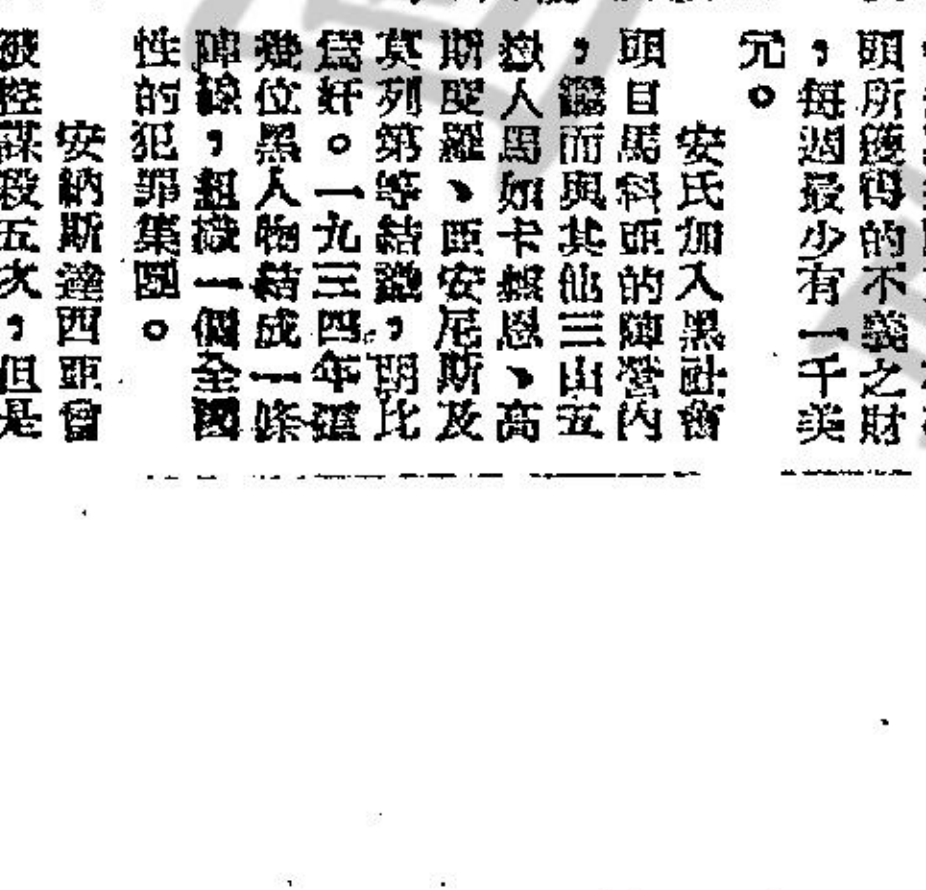 頭所獲得的不義之財
，每週最少有一千美
元。
安氏加入黑社會
頭目馬科亞的陣營內
，繼而與其他三山五
嶽人馬如卡恩、高
斯度羅、亞安尼斯及
莫列第等結識，朋比
為奸。一九三四年這
幾位黑人物結成一條
陣線，組織一個全國
性的犯罪集團。
安納斯達西亞曾
被控謀殺五次，但是